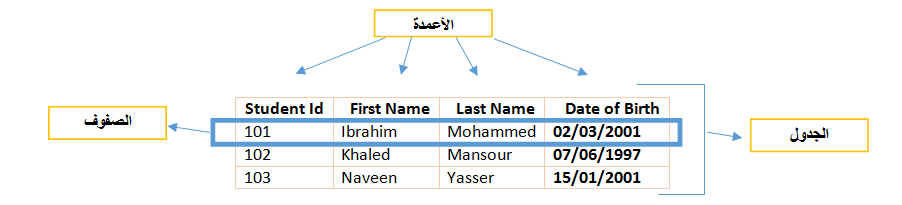 الأعمدة
Student Id First Name Last Name Date of Birth
الصفوف
101 Ibrahim Mohammed 02/03/2001
الجدول
102 Khaled Mansour 07/06/1997
103 Naveen Yasser 15/01/2001